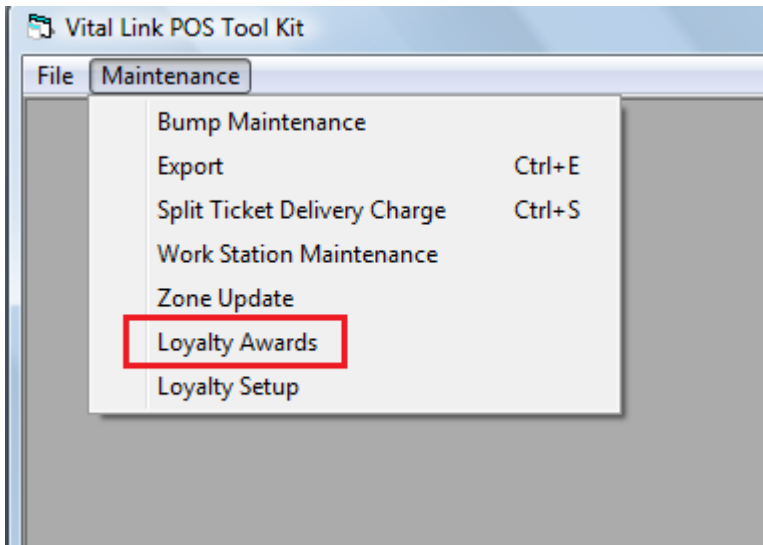 Vital Link POS Tool Kit
File Maintenance
Bump Maintenance
Export Ctrl+E
Split Ticket Delivery Charge Ctrl+S
Work Station Maintenance
Zone Update
Loyalty Awards
Loyalty Setup